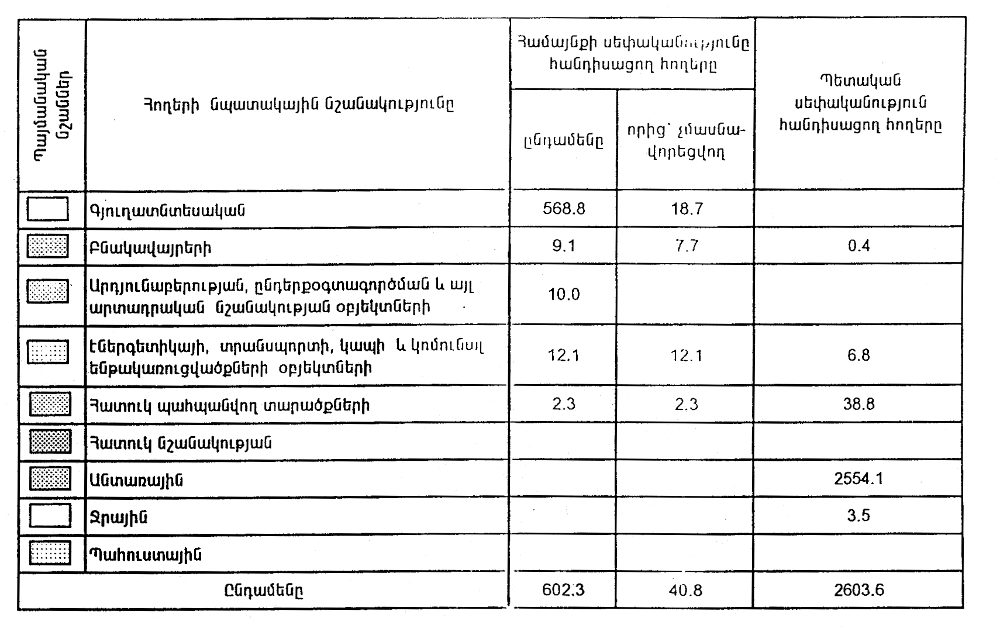 Պայմանական
նշաններ
Հողերի նպատակային նշանակությունը
Համայնքի սեփականությունը
հանդիսացող հողերը
ընդամենը
որից՝ չմասնա-
վորեցվող
Պետական
սեփականություն
հանդիսացող հողերը
Գյուղատնտեսական 568.8 18.7
Բնակավայրերի 9.1 7.7 0.4
Արդյունաբերության, ընդերքօգտագործման և այլ
արտադրական նշանակության օբյեկտների
10.0
Էներգետիկայի, տրանսպորտի, կապի և կոմունալ
ենթակառուցվածքների օբյեկտների
12.1 12.1 6.8
Հատուկ պահպանվող տարածքների 2.3 2.3 38.8
Հատուկ նշանակության
Անտառային 2554.1
Ջրային 3.5
Պահուստային
Ընդամենը 602.3 40.8 2603.6